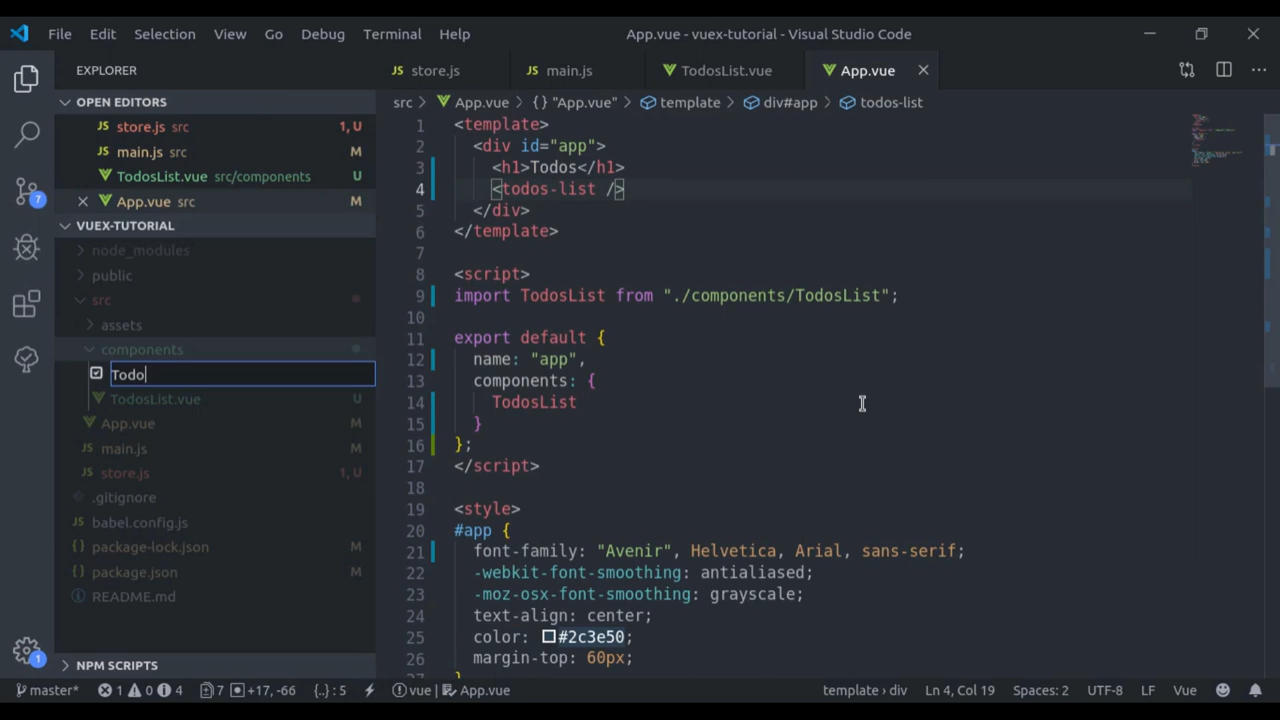 File Edit Selection View Go Debug Terminal Help App.vue - vuex-tutorial - Visual Studio Code
EXPLORER
OPEN EDITORS
store.js src 1, U
main.js src M
TodosList.vue src/components U
App.vue src M
VUEX-TUTORIAL
node_modules
public
src
assets
components
Todo
TodosList.vue U
App.vue M
main.js M
store.js 1, U
.gitignore
babel.config.js
package-lock.json M
package.json M
README.md
NPM SCRIPTS
7
1
store.js main.js TodosList.vue App.vue
src App.vue {} "App.vue" template div#app todos-list
1 <template>
2 <div id="app">
3 <h1>Todos</h1>
4 <todos-list />
5 </div>
6 </template>
7
8 <script>
9 import TodosList from "./components/TodosList";
10
11 export default {
12 name: "app",
13 components: {
14 TodosList
15 }
16 };
17 </script>
18
19 <style>
20 #app {
21 font-family: "Avenir", Helvetica, Arial, sans-serif;
22 -webkit-font-smoothing: antialiased;
23 -moz-osx-font-smoothing: grayscale;
24 text-align: center;
25 color: #2c3e50;
26 margin-top: 60px;
master* 1 0 4 7 +17, -66 {..} : 5 vue App.vue template › div Ln 4, Col 19 Spaces: 2 UTF-8 LF Vue